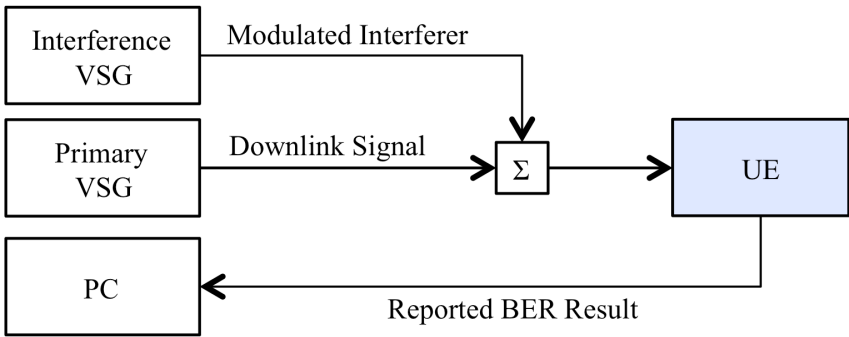 Interference
VSG
Modulated Interferer
Primary
VSG
Downlink Signal
Σ
UE
PC
Reported BER Result